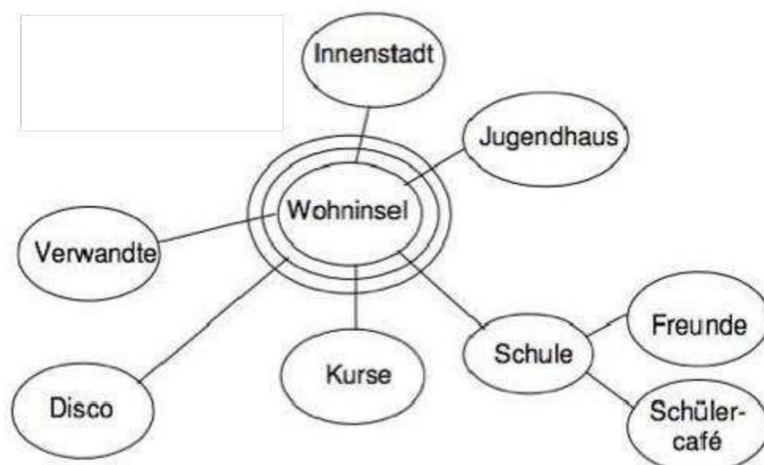 Innenstadt
Jugendhaus
Wohninsel
Verwandte
Freunde
Schule
Kurse
Disco
Schüler-
café